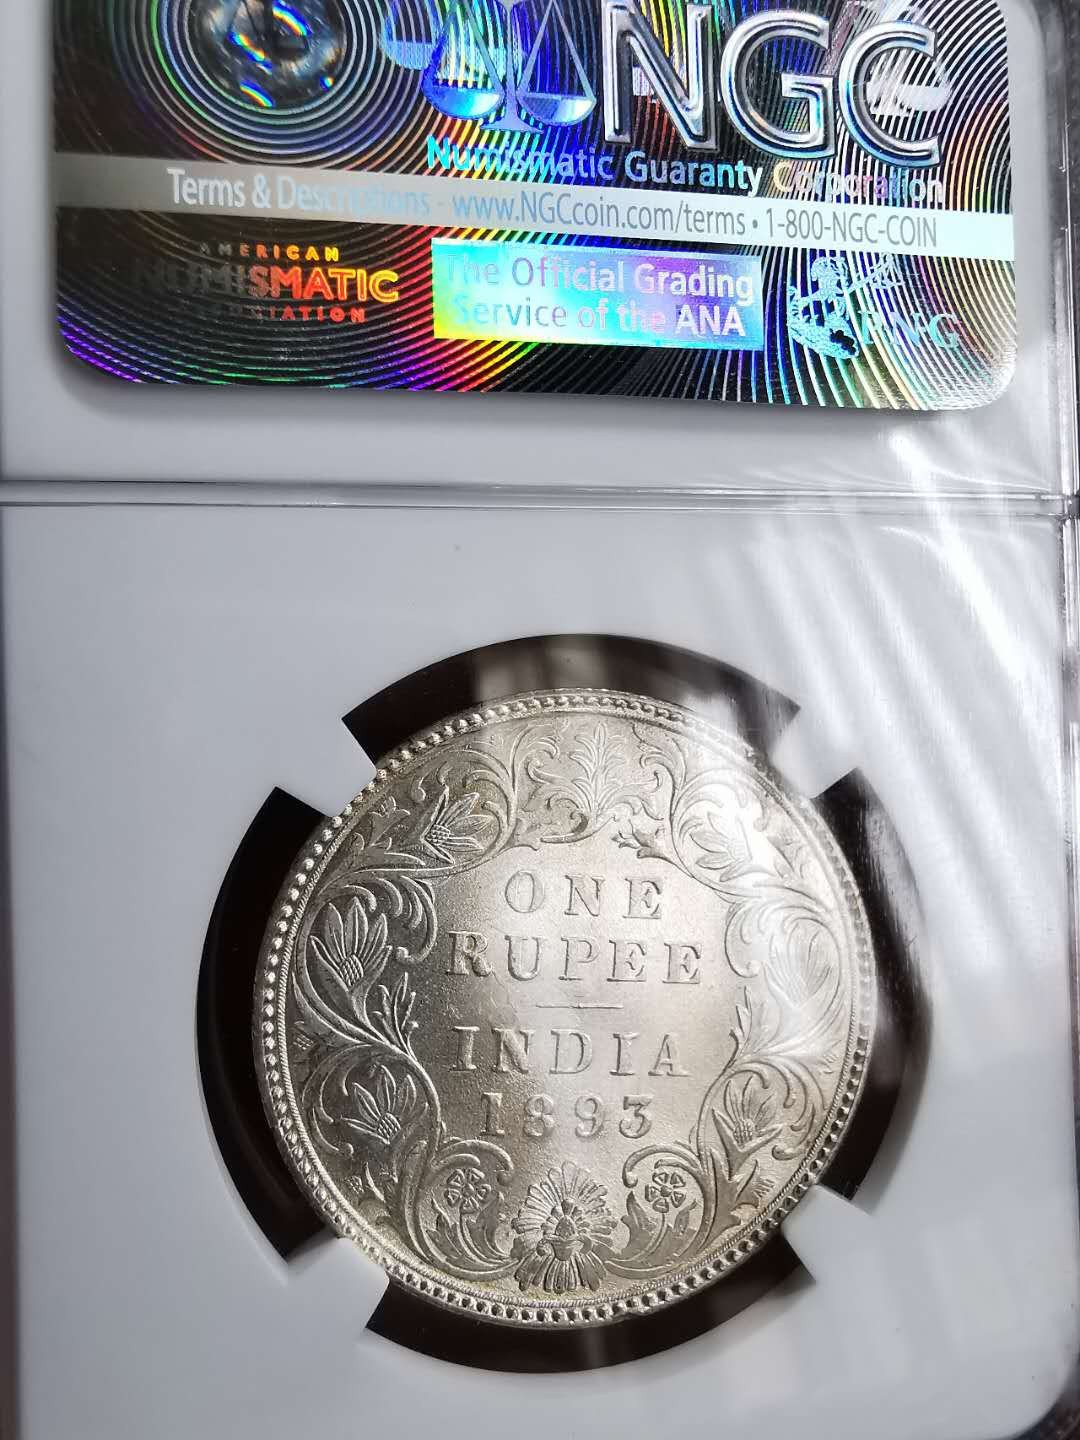 NGC
Numismatic Guaranty Corporation
Terms & Descriptions - www.NGCcoin.com/terms • 1-800-NGC-COIN
AMERICAN
NUMISMATIC
ASSOCIATION
The Official Grading
Service of the ANA
PNG
ONE
RUPEE
INDIA
1893